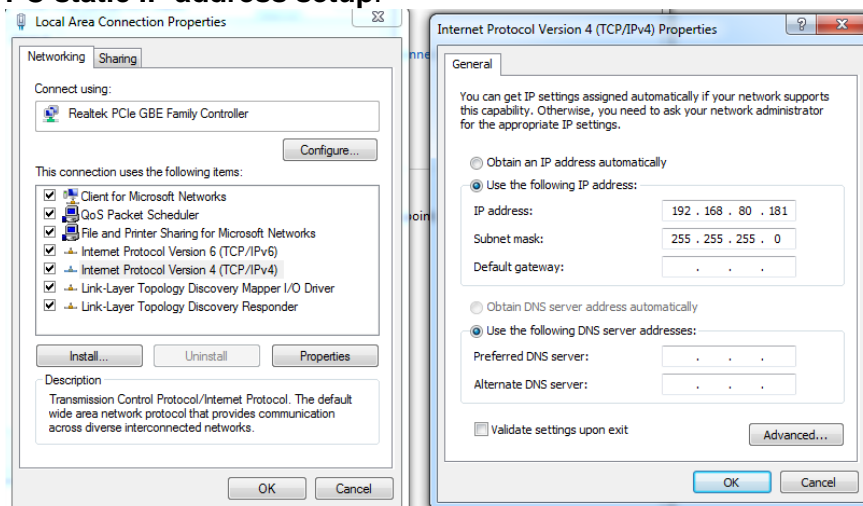 PC static IP address setup:
Local Area Connection Properties
Networking Sharing
Connect using:
Realtek PCIe GBE Family Controller
Configure...
This connection uses the following items:
Client for Microsoft Networks
QoS Packet Scheduler
File and Printer Sharing for Microsoft Networks
Internet Protocol Version 6 (TCP/IPv6)
Internet Protocol Version 4 (TCP/IPv4)
Link-Layer Topology Discovery Mapper I/O Driver
Link-Layer Topology Discovery Responder
Install... Uninstall Properties
Description
Transmission Control Protocol/Internet Protocol. The default
wide area network protocol that provides communication
across diverse interconnected networks.
OK Cancel
Internet Protocol Version 4 (TCP/IPv4) Properties
General
You can get IP settings assigned automatically if your network supports
this capability. Otherwise, you need to ask your network administrator
for the appropriate IP settings.
Obtain an IP address automatically
Use the following IP address:
IP address: 192 . 168 . 80 . 181
Subnet mask: 255 . 255 . 255 . 0
Default gateway: . . .
Obtain DNS server address automatically
Use the following DNS server addresses:
Preferred DNS server: . . .
Alternate DNS server: . . .
Validate settings upon exit
Advanced...
OK Cancel